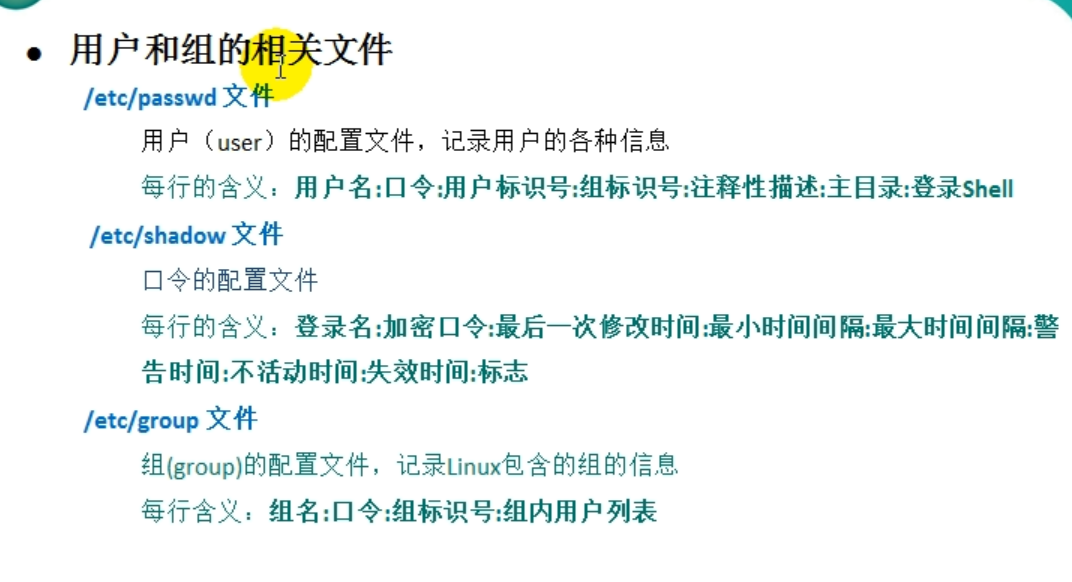 ● 用户和组的相关文件
/etc/passwd 文件
用户（user）的配置文件，记录用户的各种信息
每行的含义：用户名:口令:用户标识号:组标识号:注释性描述:主目录:登录Shell
/etc/shadow 文件
口令的配置文件
每行的含义：登录名:加密口令:最后一次修改时间:最小时间间隔:最大时间间隔:警
告时间:不活动时间:失效时间:标志
/etc/group 文件
组(group)的配置文件，记录Linux包含的组的信息
每行含义：组名:口令:组标识号:组内用户列表